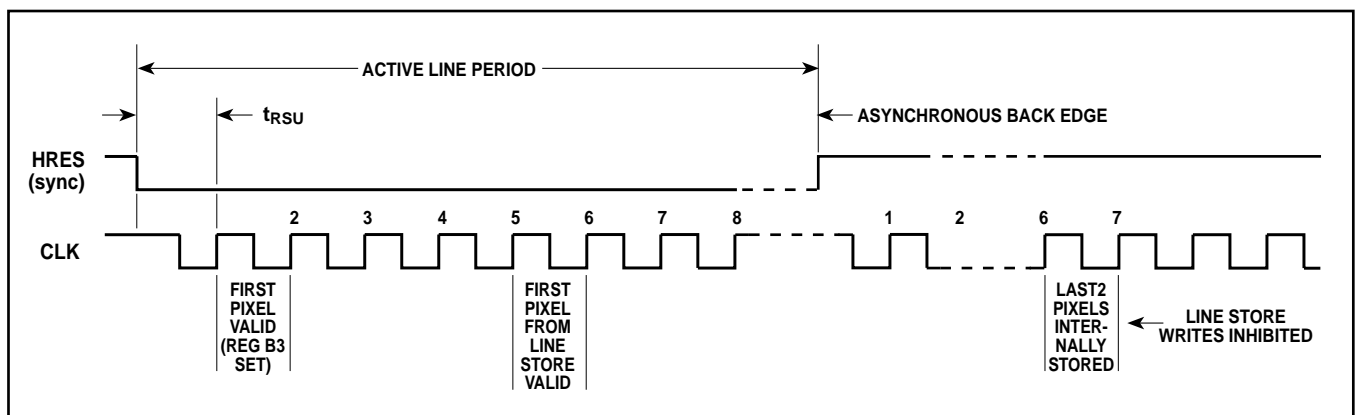 ACTIVE LINE PERIOD
tRSU
ASYNCHRONOUS BACK EDGE
HRES
(sync)
2 3 4 5 6 7 8 1 2 6 7
CLK
FIRST
PIXEL
VALID
(REG B3
SET)
FIRST
PIXEL
FROM
LINE
STORE
VALID
LAST2
PIXELS
INTER-
NALLY
STORED
LINE STORE
WRITES INHIBITED